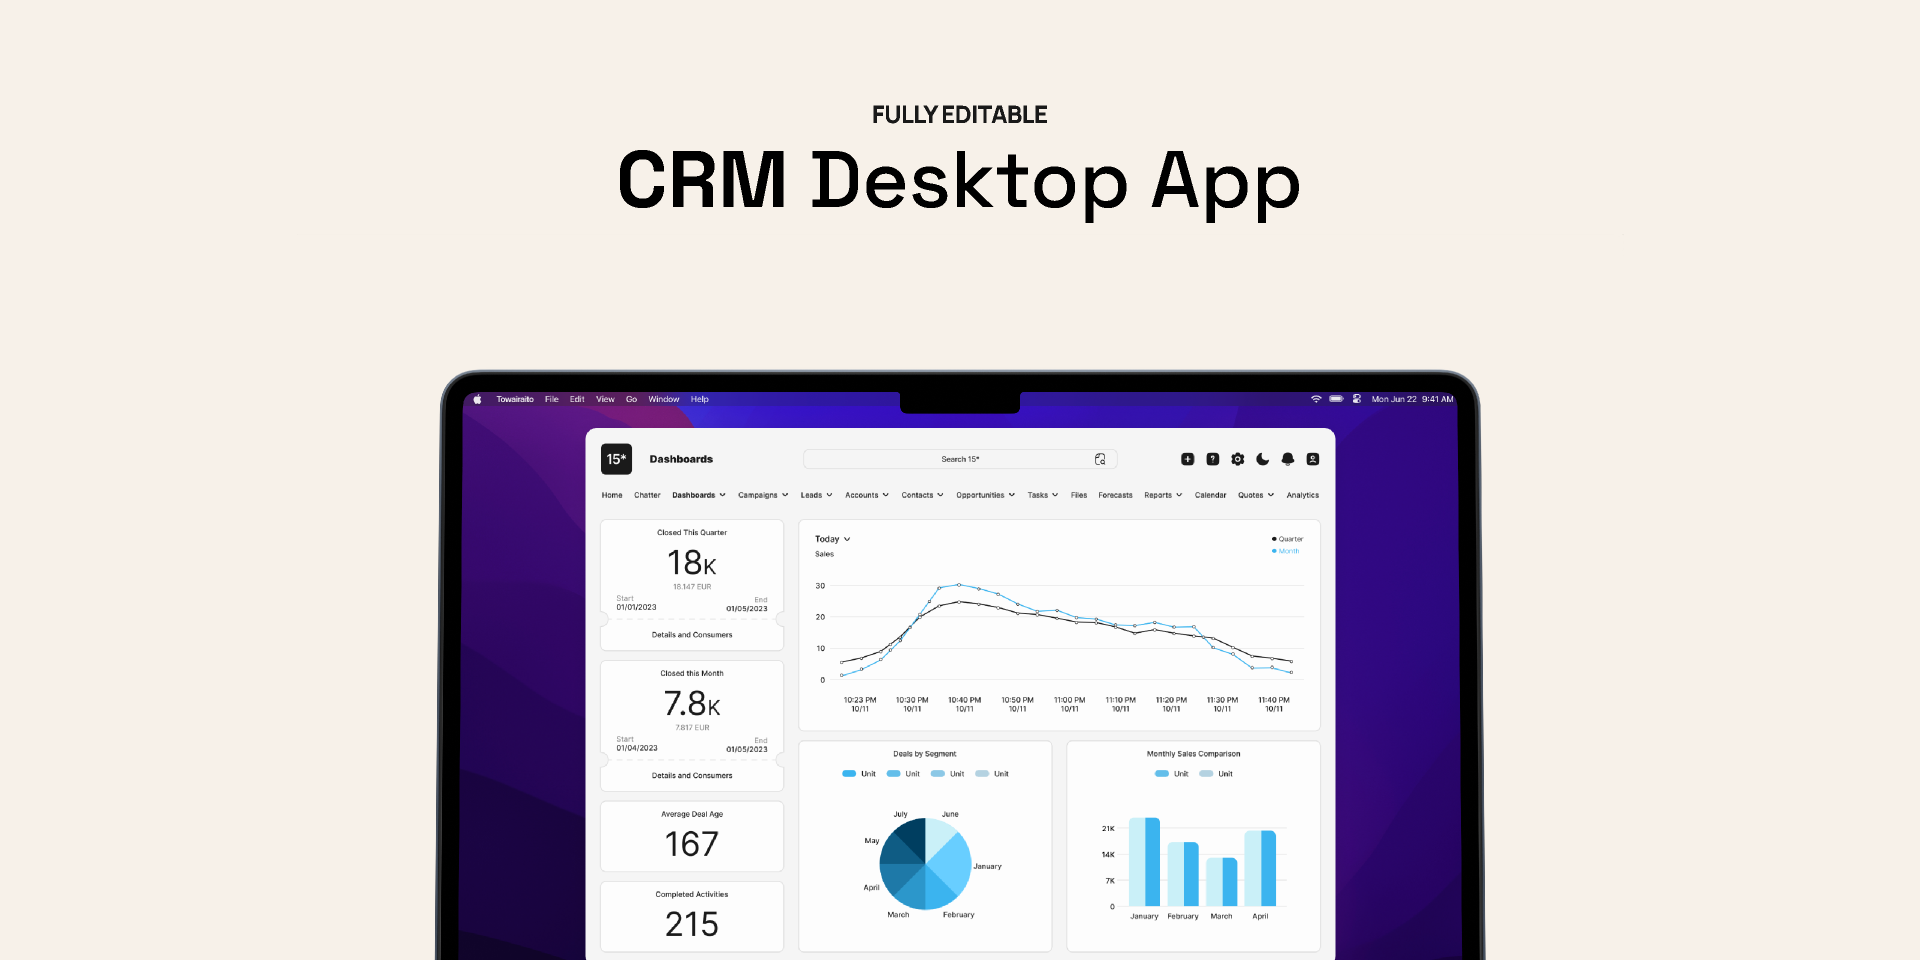 FULLY EDITABLE
CRM Desktop App
Towairaito File Edit View Go Window Help
Mon Jun 22 9:41 AM
15*
Dashboards
Search 15*
Home Chatter Dashboards Campaigns Leads Accounts Contacts Opportunities Tasks Files Forecasts Reports Calendar Quotes Analytics
Closed This Quarter
18K
18.147 EUR
Start End
01/01/2023 01/05/2023
Details and Consumers
Closed this Month
7.8K
7.817 EUR
Start End
01/04/2023 01/05/2023
Details and Consumers
Average Deal Age
167
Completed Activities
215
Today
Sales
Quarter
Month
30
20
10
0
10:23 PM 10:30 PM 10:40 PM 10:50 PM 11:00 PM 11:10 PM 11:20 PM 11:30 PM 11:40 PM
10/11 10/11 10/11 10/11 10/11 10/11 10/11 10/11 10/11
Deals by Segment
Unit Unit Unit Unit
July June
May
January
April
March February
Monthly Sales Comparison
Unit Unit
21K
14K
7K
0
January February March April